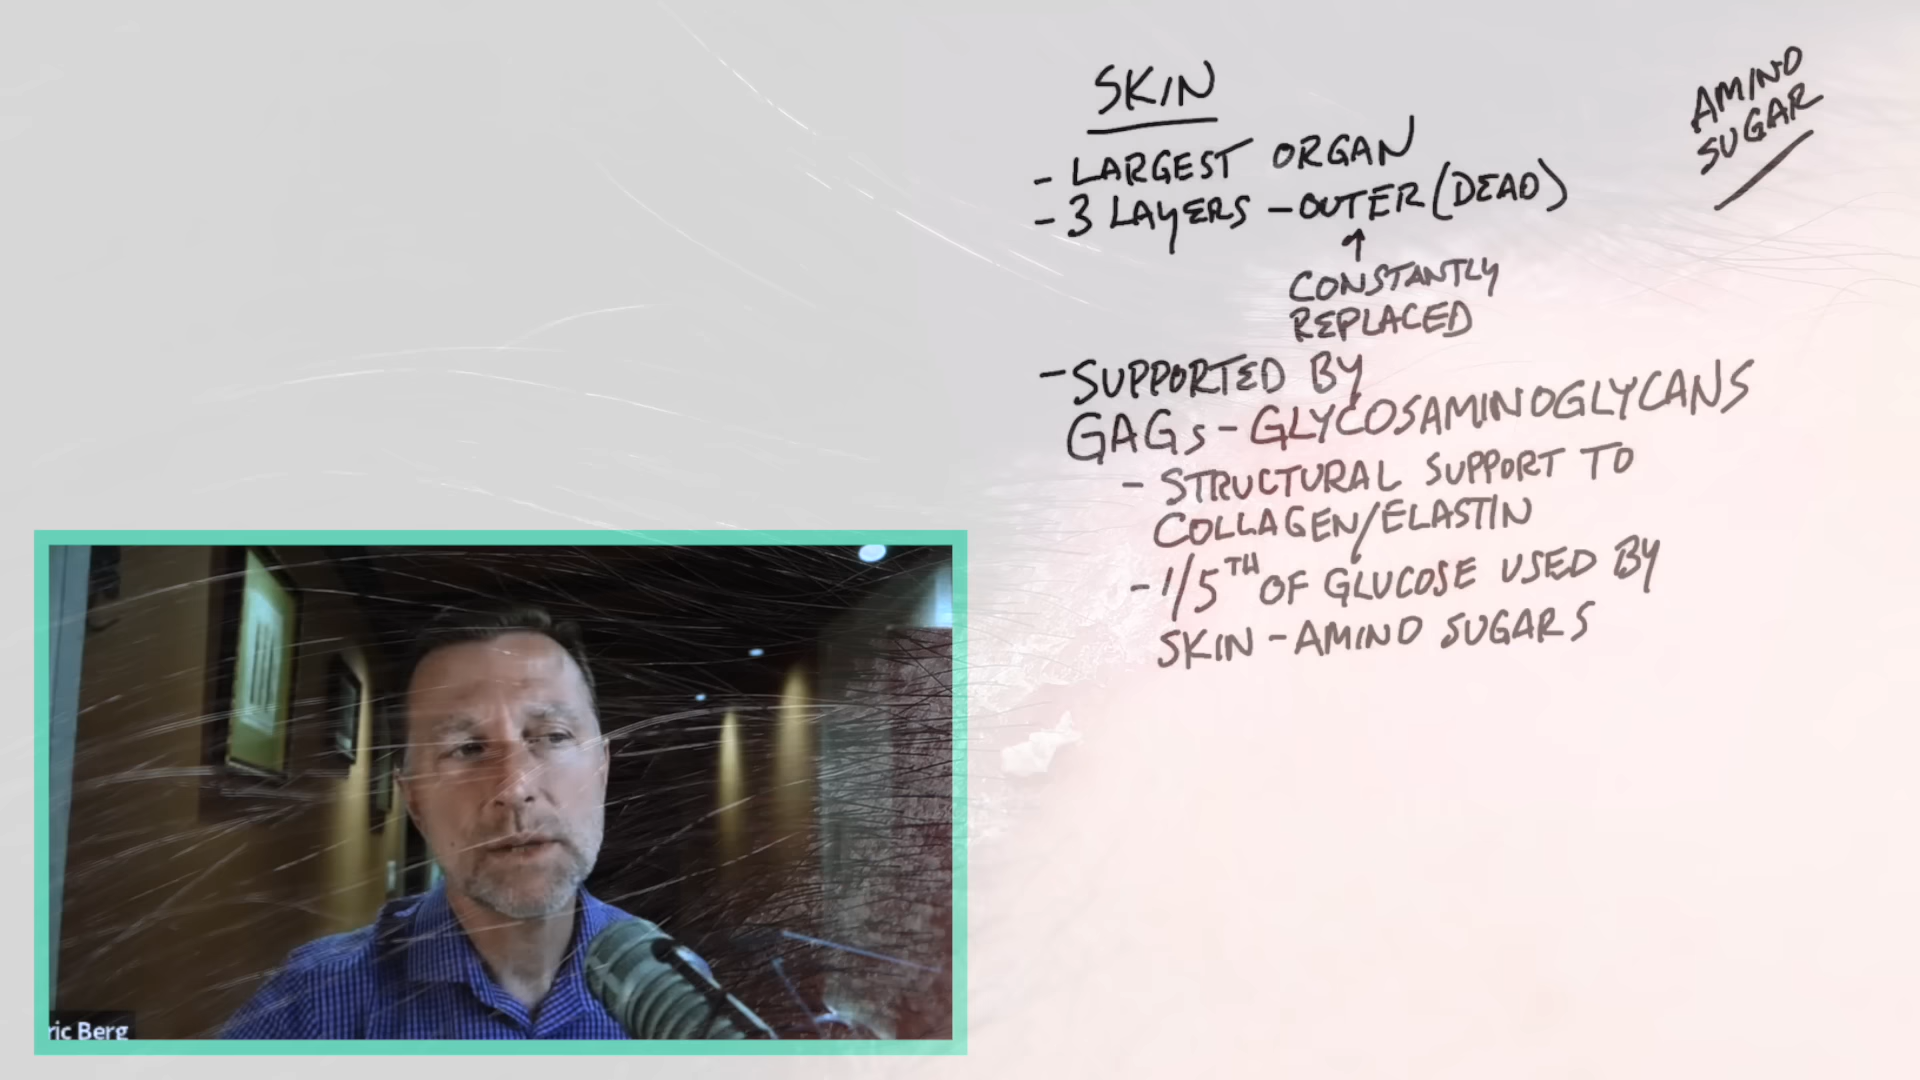 SKIN
- LARGEST ORGAN
- 3 LAYERS - OUTER (DEAD)
↑
CONSTANTLY
REPLACED
- SUPPORTED BY
GAGs - GLYCOSAMINOGLYCANS
- STRUCTURAL SUPPORT TO
COLLAGEN/ELASTIN
- 1/5TH OF GLUCOSE USED BY
SKIN - AMINO SUGARS
AMINO
SUGAR
ric Berg